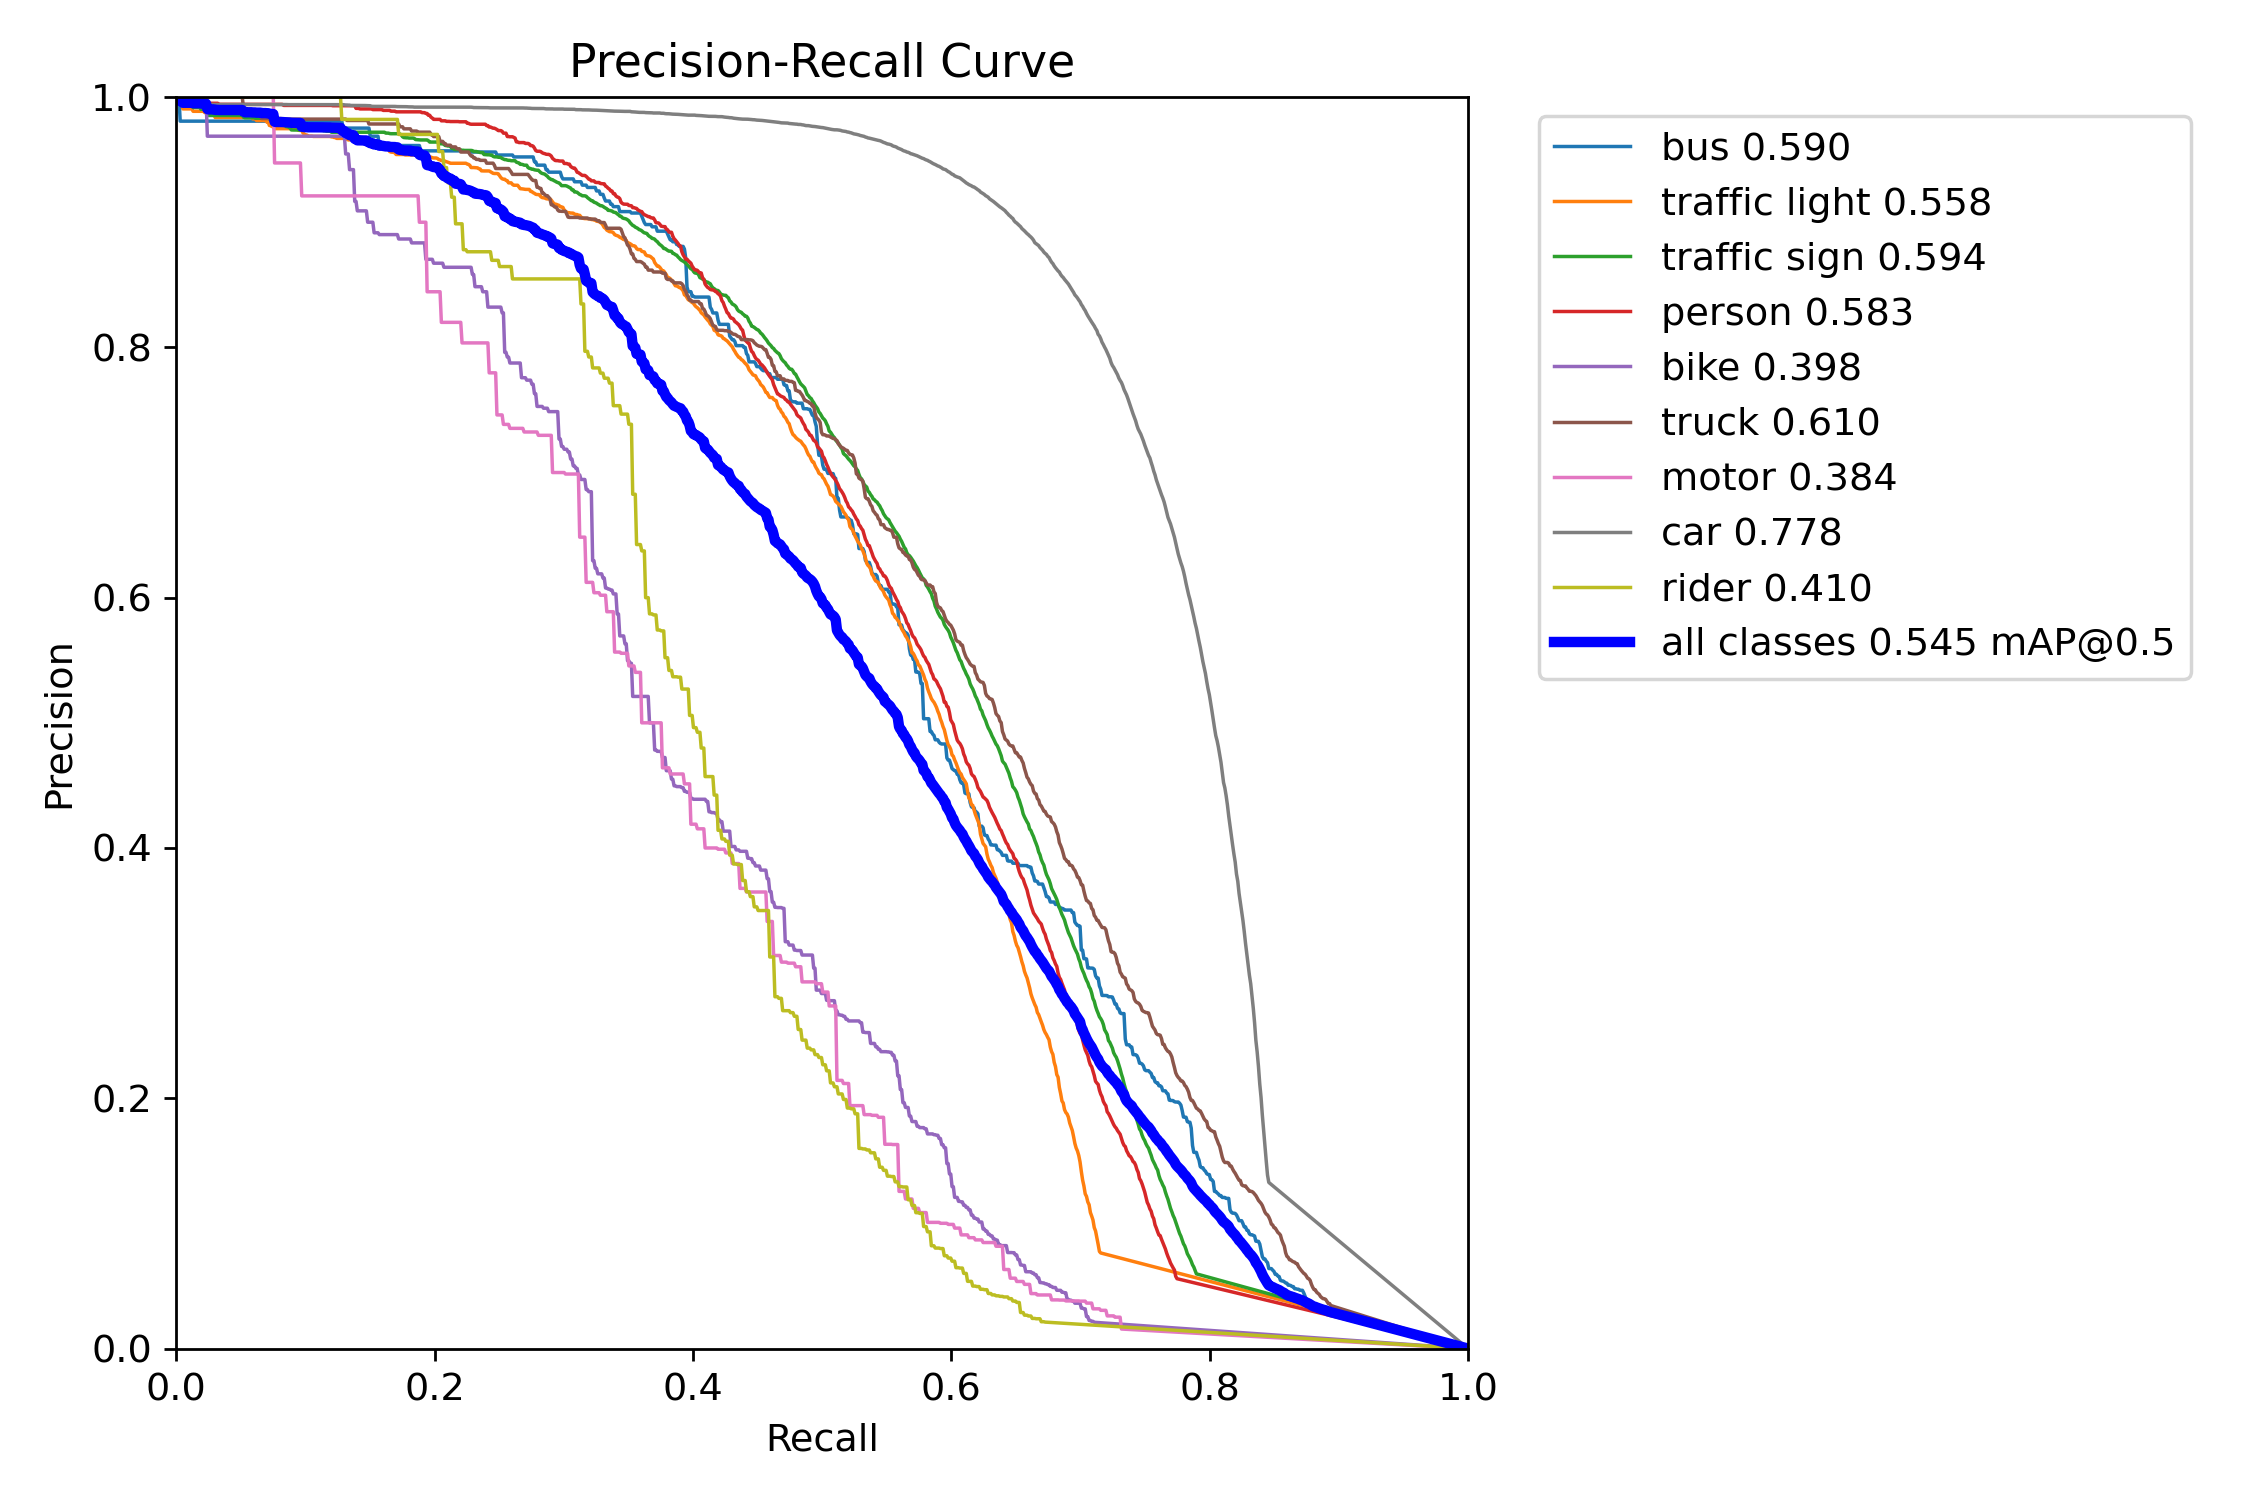 Precision-Recall Curve
1.0
0.8
0.6
0.4
0.2
0.0
Precision
0.0 0.2 0.4 0.6 0.8 1.0
Recall
bus 0.590
traffic light 0.558
traffic sign 0.594
person 0.583
bike 0.398
truck 0.610
motor 0.384
car 0.778
rider 0.410
all classes 0.545 mAP@0.5